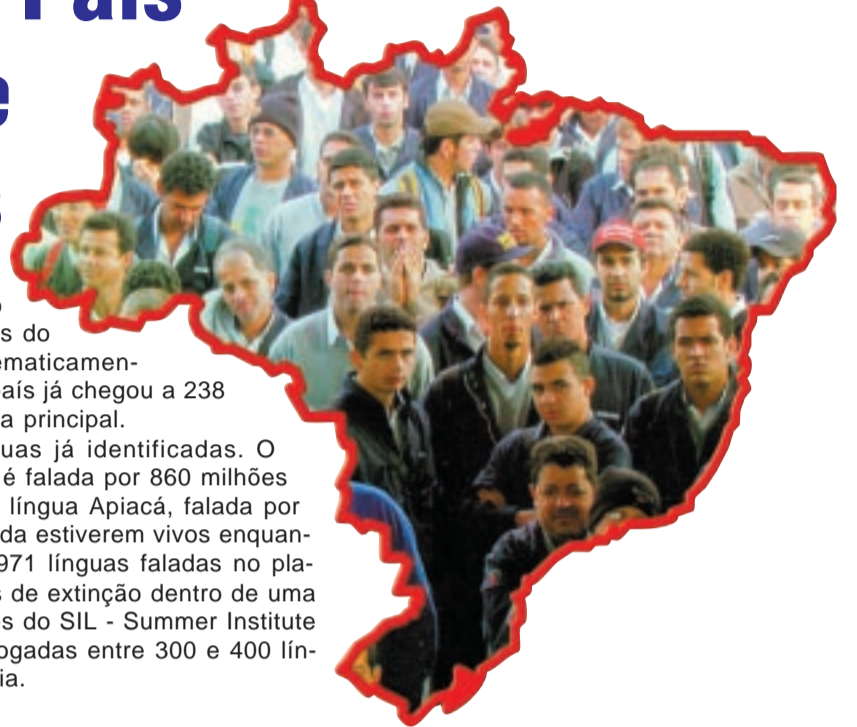 País
e
s
s do
ematicamen-
aís já chegou a 238
a principal.
uas já identificadas. O
é falada por 860 milhões
língua Apiacá, falada por
da estiverem vivos enquan-
971 línguas faladas no pla-
s de extinção dentro de uma
s do SIL - Summer Institute
ogadas entre 300 e 400 lín-
ia.